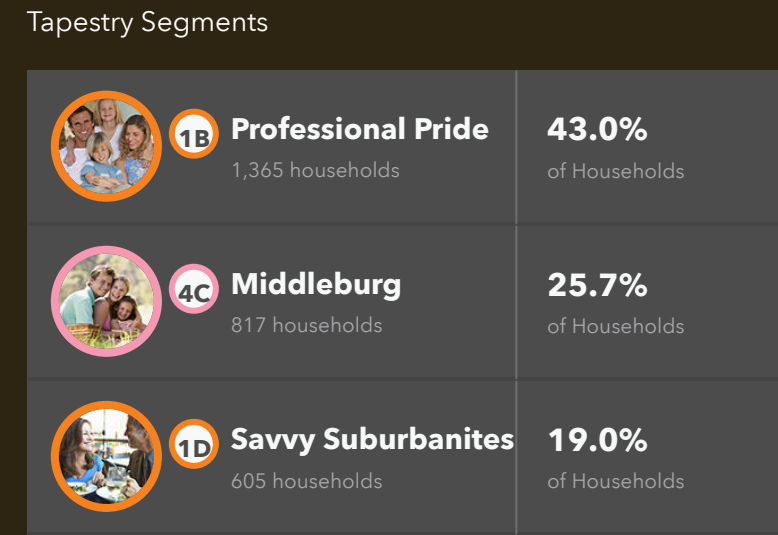 Tapestry Segments
1B Professional Pride 43.0%
1,365 households of Households
4C Middleburg 25.7%
817 households of Households
1D Savvy Suburbanites 19.0%
605 households of Households